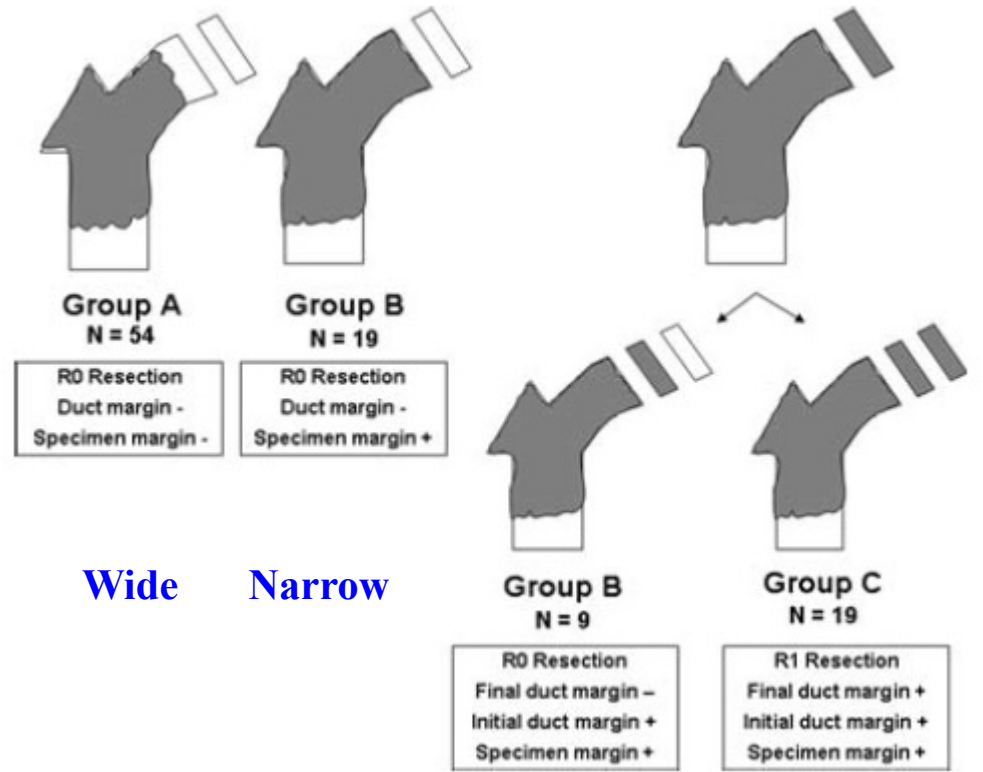 Group A
N = 54
R0 Resection
Duct margin -
Specimen margin -
Group B
N = 19
R0 Resection
Duct margin -
Specimen margin +
Wide
Narrow
Group B
N = 9
R0 Resection
Final duct margin –
Initial duct margin +
Specimen margin +
Group C
N = 19
R1 Resection
Final duct margin +
Initial duct margin +
Specimen margin +